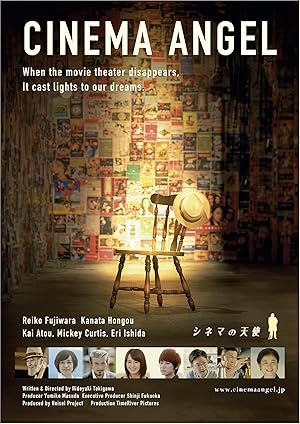 CINEMA ANGEL
When the movie theater disappears,
It cast lights to our dreams.
Reiko Fujiwara Kanata Hongou
Kai Atou. Mickey Curtis. Eri Ishida
シネマの天使
Written & Directed by Hideyuki Tokigawa
Producer Yumiko Masuda Executive Producer Shinji Fukuoka
Produced by Heisei Project Production TimeRiver Pictures
www.cinemaangel.jp